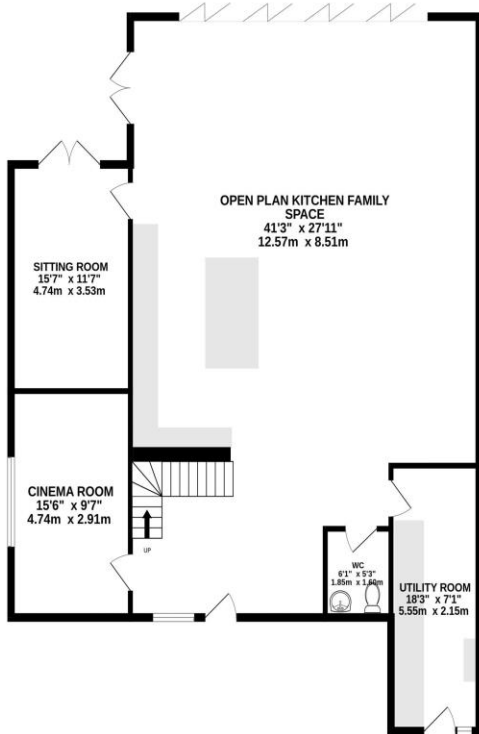 OPEN PLAN KITCHEN FAMILY
SPACE
41'3" x 27'11"
12.57m x 8.51m
SITTING ROOM
15'7" x 11'7"
4.74m x 3.53m
CINEMA ROOM
15'6" x 9'7"
4.74m x 2.91m
UP
WC
6'1" x 5'3"
1.85m x 1.60m
UTILITY ROOM
18'3" x 7'1"
5.55m x 2.15m